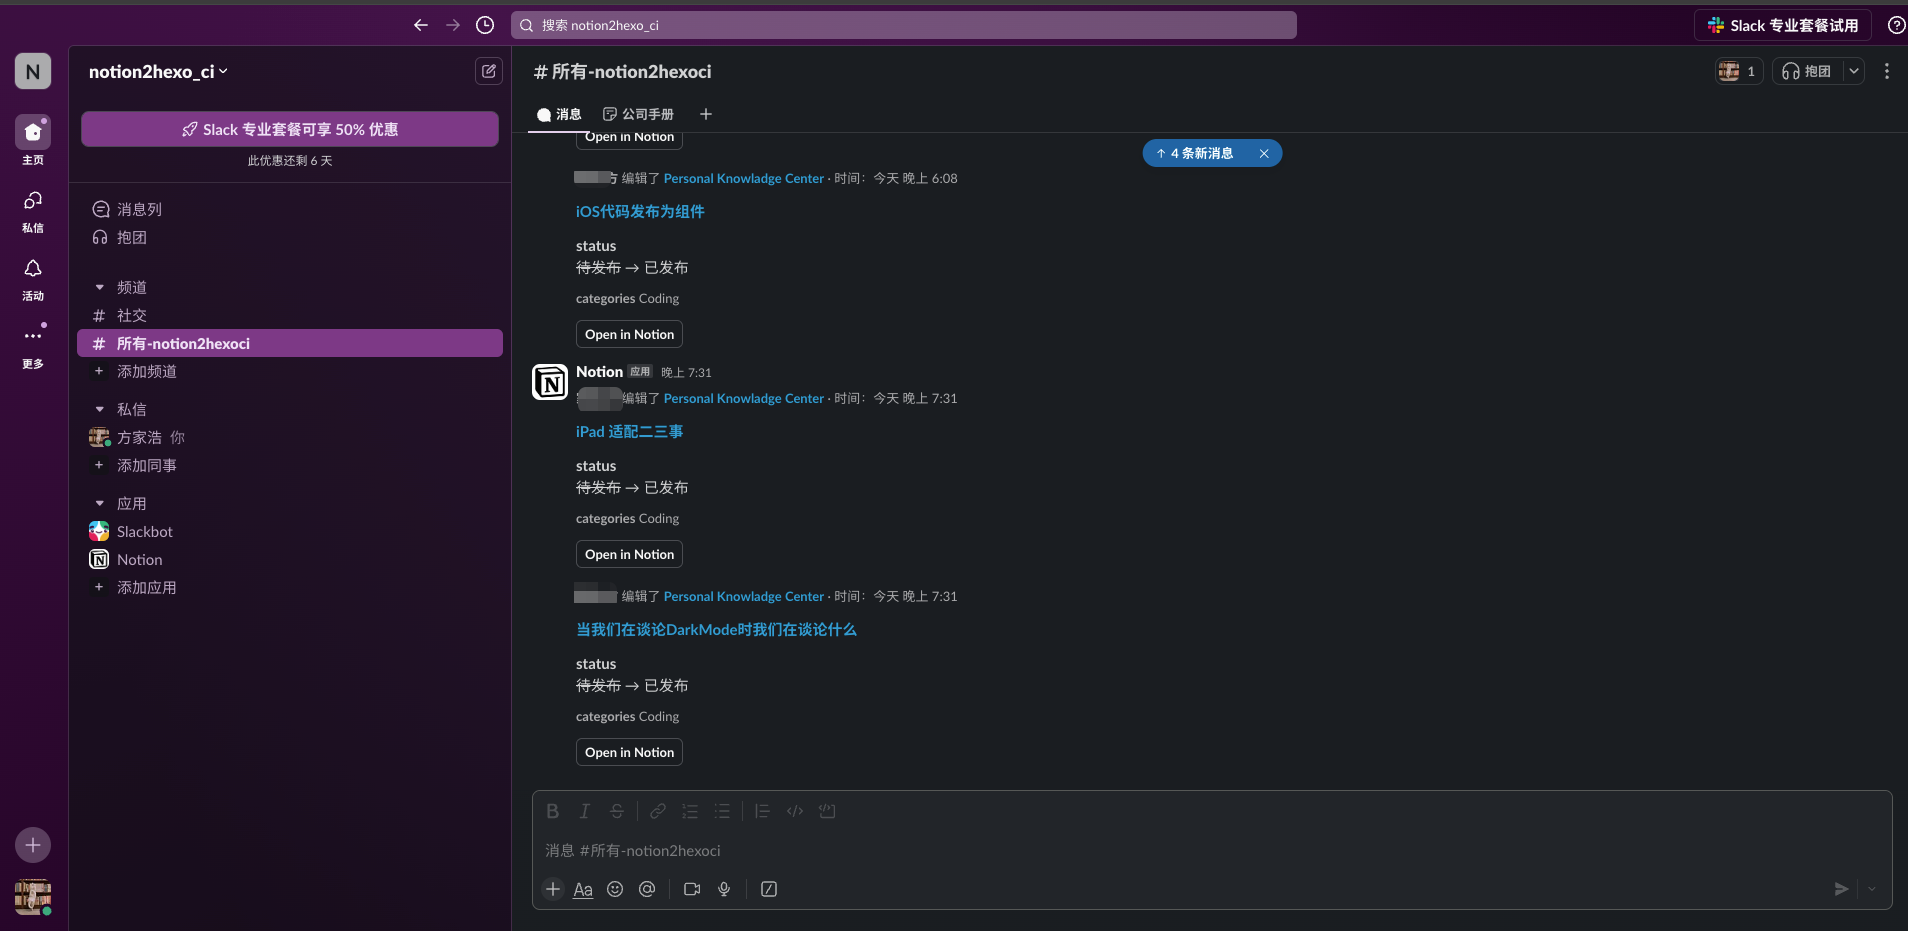 搜索 notion2hexo_ci
Slack 专业套餐试用
N
notion2hexo_ci
Slack 专业套餐可享 50% 优惠
此优惠还剩 6 天
主页
私信
活动
更多
消息列
抱团
频道
# 社交
# 所有-notion2hexoci
+ 添加频道
私信
方家浩 你
+ 添加同事
应用
Slackbot
Notion
+ 添加应用
# 所有-notion2hexoci
1
抱团
消息
公司手册
Open in Notion
↑ 4 条新消息 ×
方 编辑了 Personal Knowladge Center · 时间：今天 晚上 6:08
iOS代码发布为组件
status
待发布 → 已发布
categories Coding
Open in Notion
Notion 应用 晚上 7:31
编辑了 Personal Knowladge Center · 时间：今天 晚上 7:31
iPad 适配二三事
status
待发布 → 已发布
categories Coding
Open in Notion
编辑了 Personal Knowladge Center · 时间：今天 晚上 7:31
当我们在谈论DarkMode时我们在谈论什么
status
待发布 → 已发布
categories Coding
Open in Notion
B I S
消息 #所有-notion2hexoci
+ Aa @